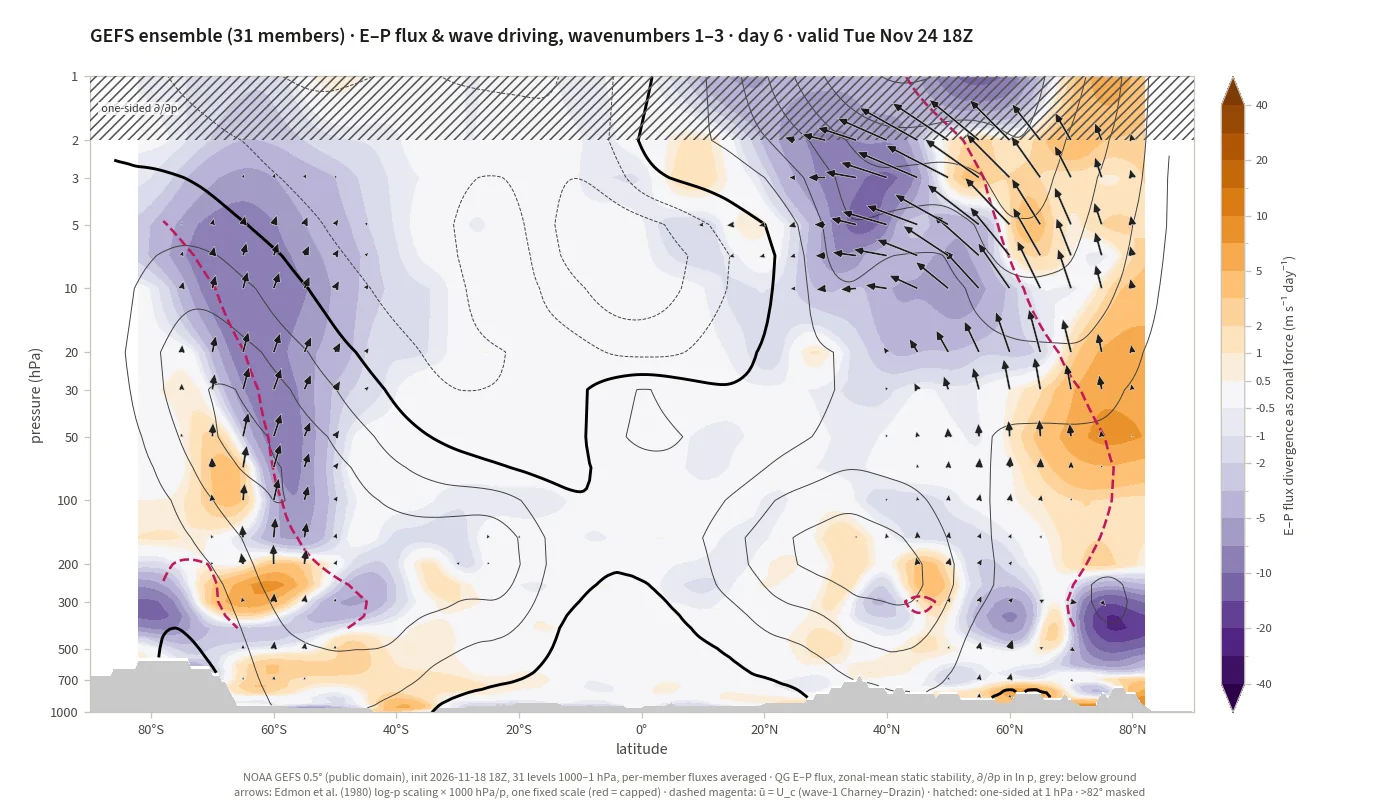 GEFS ensemble (31 members) · E–P flux & wave driving, wavenumbers 1–3 · day 6 · valid Tue Nov 24 18Z
one-sided ∂/∂p
pressure (hPa)
1
2
3
5
10
20
30
50
100
200
300
500
700
1000
80°S
60°S
40°S
20°S
0°
20°N
40°N
60°N
80°N
latitude
40
20
10
5
2
1
0.5
-0.5
-1
-2
-5
-10
-20
-40
E–P flux divergence as zonal force (m s⁻¹ day⁻¹)
NOAA GEFS 0.5° (public domain), init 2026-11-18 18Z, 31 levels 1000–1 hPa, per-member fluxes averaged · QG E–P flux, zonal-mean static stability, ∂/∂p in ln p, grey: below ground
arrows: Edmon et al. (1980) log-p scaling × 1000 hPa/p, one fixed scale (red = capped) · dashed magenta: ū = U_c (wave-1 Charney–Drazin) · hatched: one-sided at 1 hPa · >82° masked